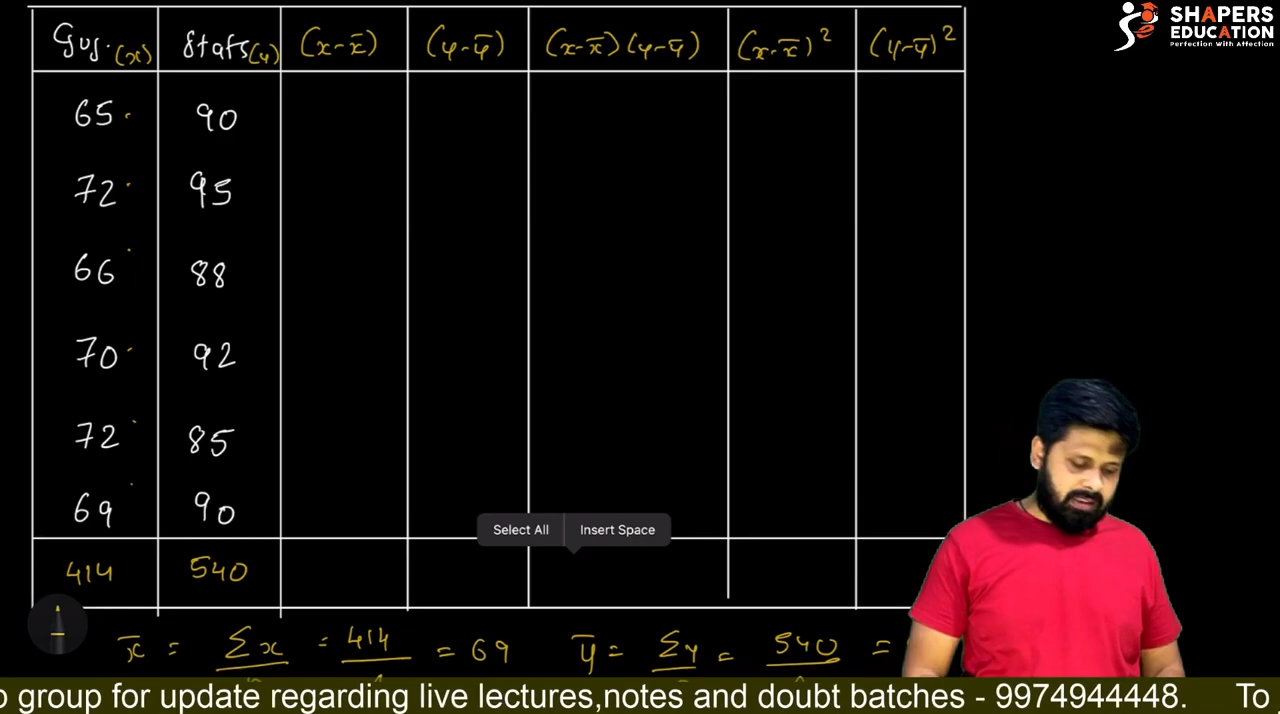 Guj. (x) Stats (y) (x-x̄) (y-ȳ) (x-x̄)(y-ȳ) (x-x̄)² (y-ȳ)²
65 90
72 95
66 88
70 92
72 85
69 90
414 540
x̄ = Σx = 414 = 69 ȳ = Σy = 540 =
Select All Insert Space
SHAPERS
EDUCATION
Perfection With Affection
o group for update regarding live lectures,notes and doubt batches - 9974944448. To